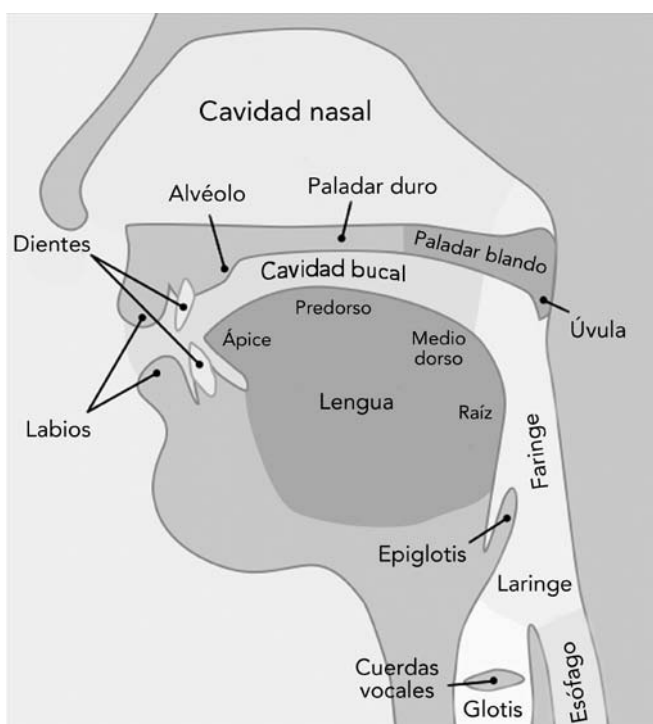 Cavidad nasal
Alvéolo
Paladar duro
Dientes
Paladar blando
Cavidad bucal
Predorso
Úvula
Ápice
Medio
dorso
Lengua
Raíz
Labios
Faringe
Epiglotis
Laringe
Cuerdas
vocales
Glotis
Esófago